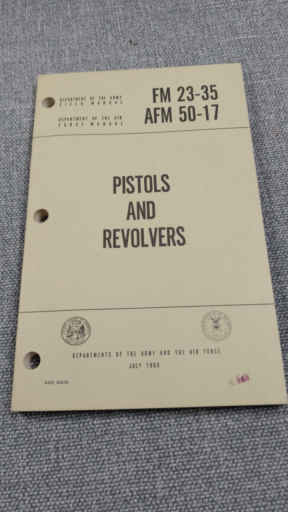 DEPARTMENT OF THE ARMY
FIELD MANUAL
FM 23-35
DEPARTMENT OF THE AIR
FORCE MANUAL
AFM 50-17
PISTOLS
AND
REVOLVERS
DEPARTMENTS OF THE ARMY AND THE AIR FORCE
JULY 1960